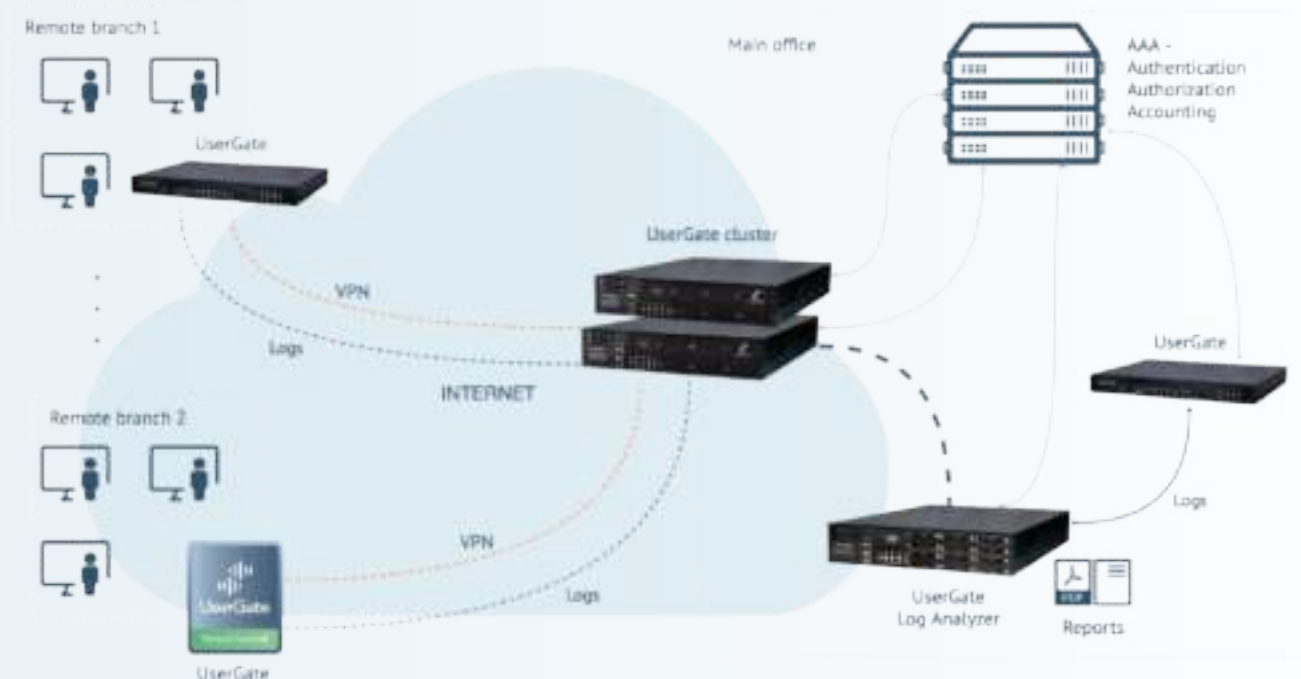 Remote branch 1
Main office
AAA -
Authentication
Authorization
Accounting
UserGate
UserGate cluster
VPN
Logs
INTERNET
UserGate
Remote branch 2
Logs
VPN
Logs
UserGate
UserGate
Log Analyzer
Reports
UserGate